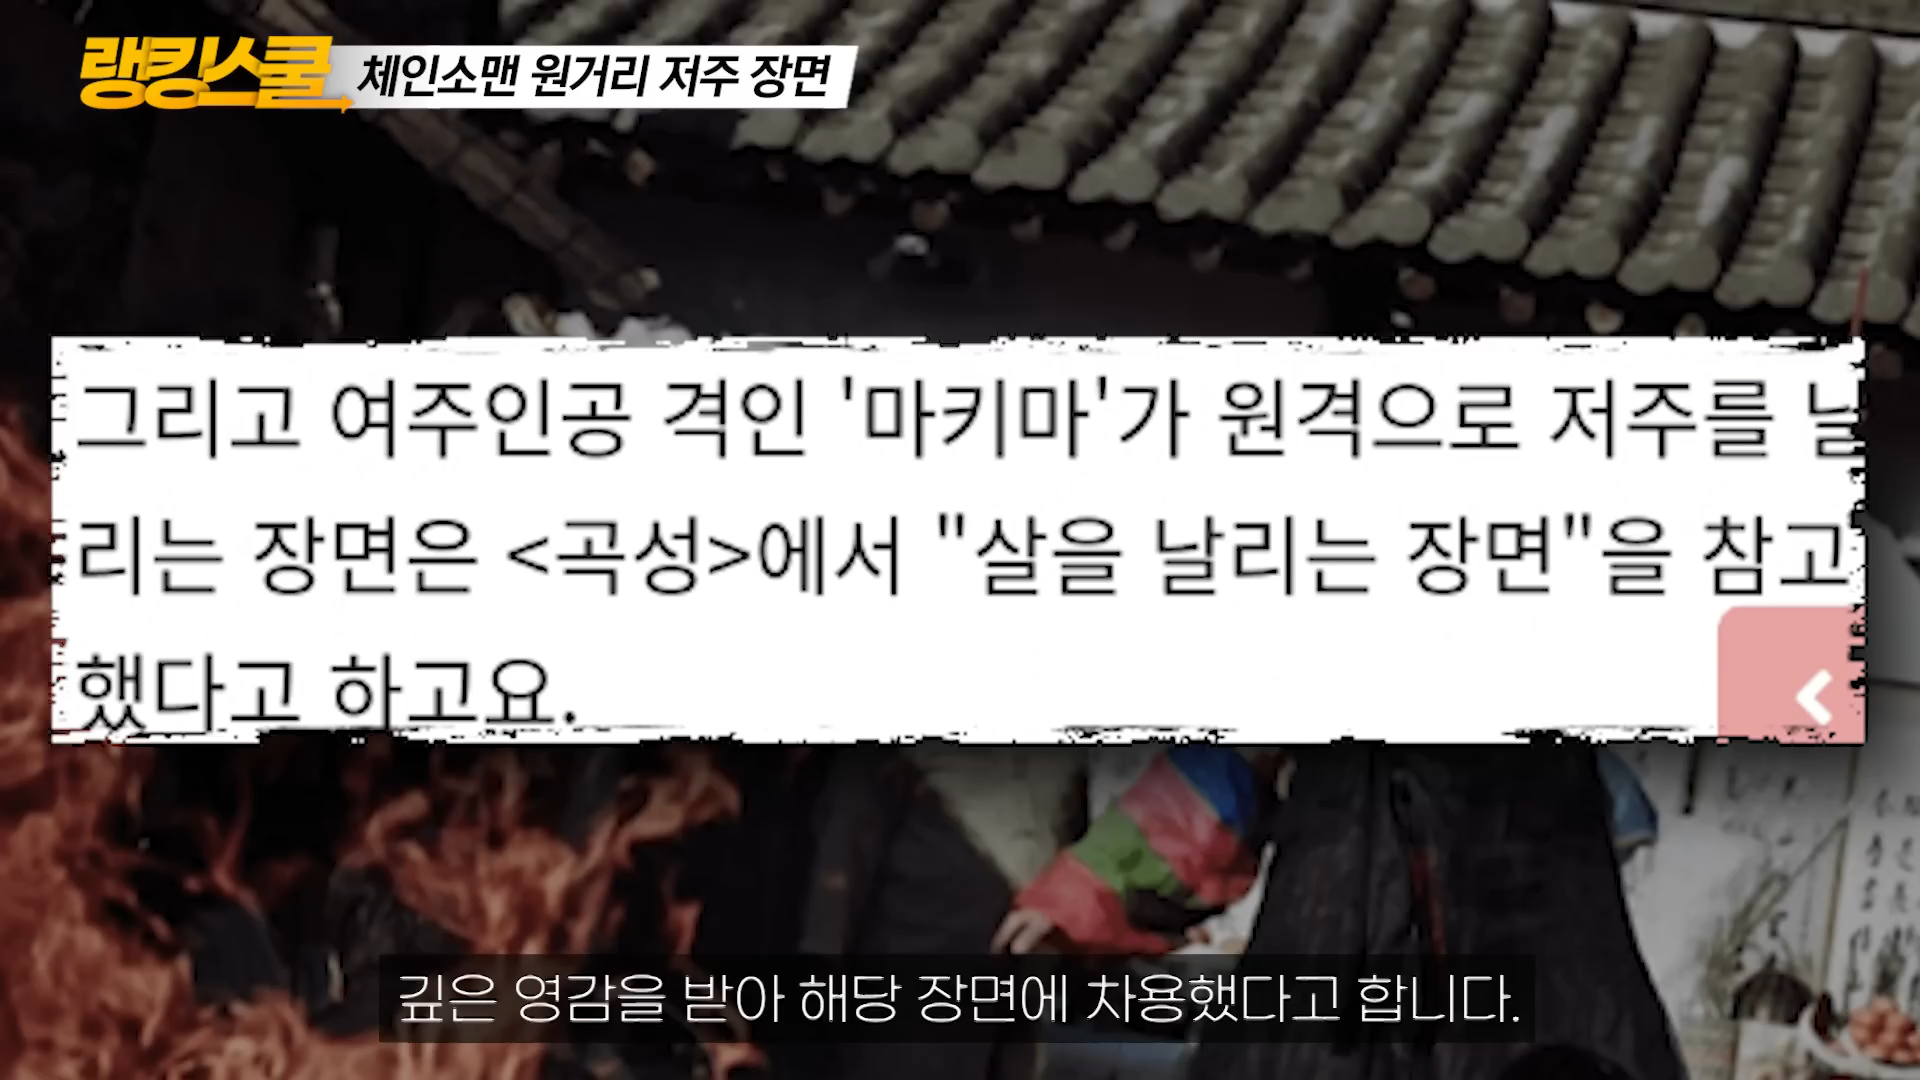 랭킹스쿨
체인소맨 원거리 저주 장면
그리고 여주인공 격인 '마키마'가 원격으로 저주를 날
리는 장면은 <곡성>에서 "살을 날리는 장면"을 참고
했다고 하고요.
깊은 영감을 받아 해당 장면에 차용했다고 합니다.